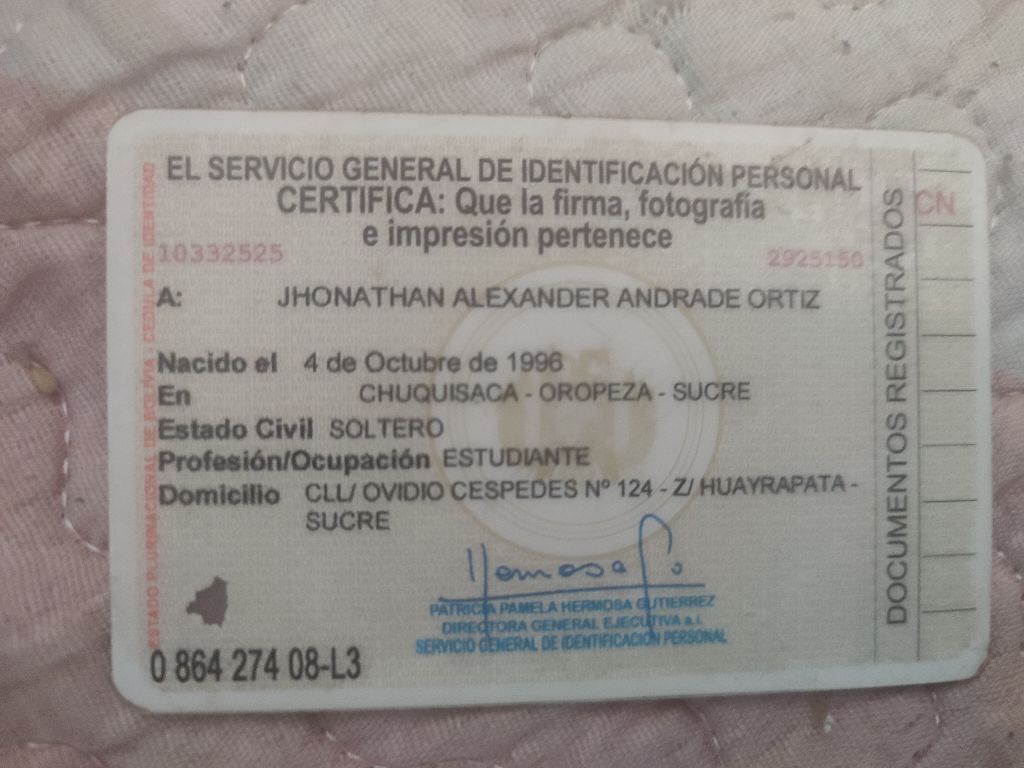 EL SERVICIO GENERAL DE IDENTIFICACIÓN PERSONAL
CERTIFICA: Que la firma, fotografía
e impresión pertenece
10332525
2925150
A: JHONATHAN ALEXANDER ANDRADE ORTIZ
Nacido el 4 de Octubre de 1996
En CHUQUISACA - OROPEZA - SUCRE
Estado Civil SOLTERO
Profesión/Ocupación ESTUDIANTE
Domicilio CLL/ OVIDIO CESPEDES Nº 124 - Z/ HUAYRAPATA -
SUCRE
PATRICIA PAMELA HERMOSA GUTIERREZ
DIRECTORA GENERAL EJECUTIVA a.i.
SERVICIO GENERAL DE IDENTIFICACIÓN PERSONAL
0 864 274 08-L3
ESTADO PLURINACIONAL DE BOLIVIA - CEDULA DE IDENTIDAD
DOCUMENTOS REGISTRADOS
CN